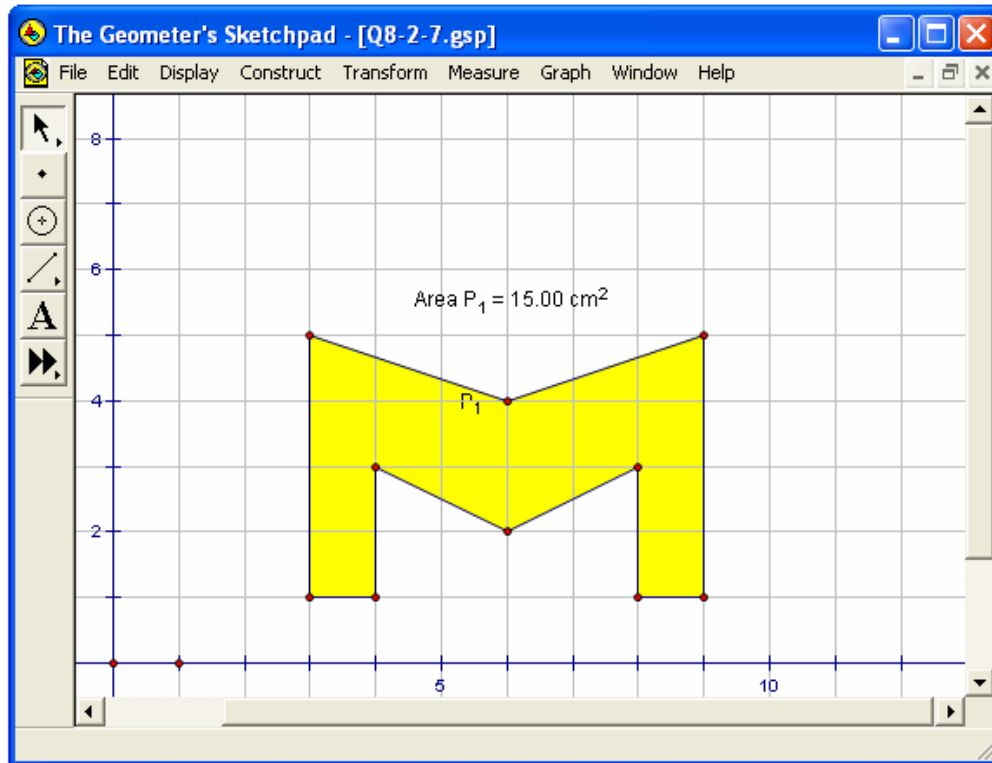 The Geometer's Sketchpad - [Q8-2-7.gsp]
File Edit Display Construct Transform Measure Graph Window Help
A
8
6
Area P₁ = 15.00 cm²
4
P₁
2
5
10